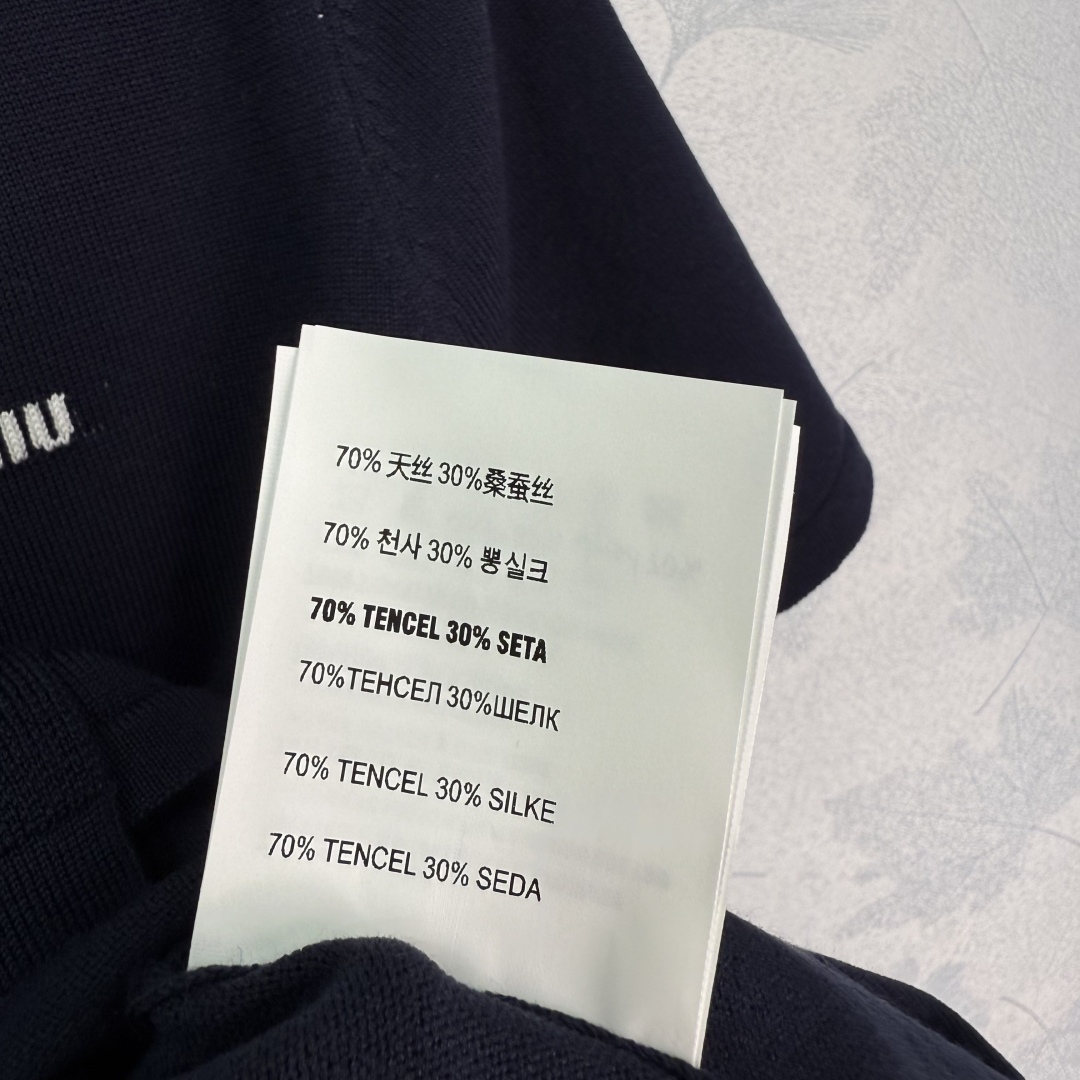 iu
70% 天丝 30%桑蚕丝
70% 천사 30% 뽕실크
70% TENCEL 30% SETA
70%ТЕНСЕЛ 30%ШЕЛК
70% TENCEL 30% SILKE
70% TENCEL 30% SEDA